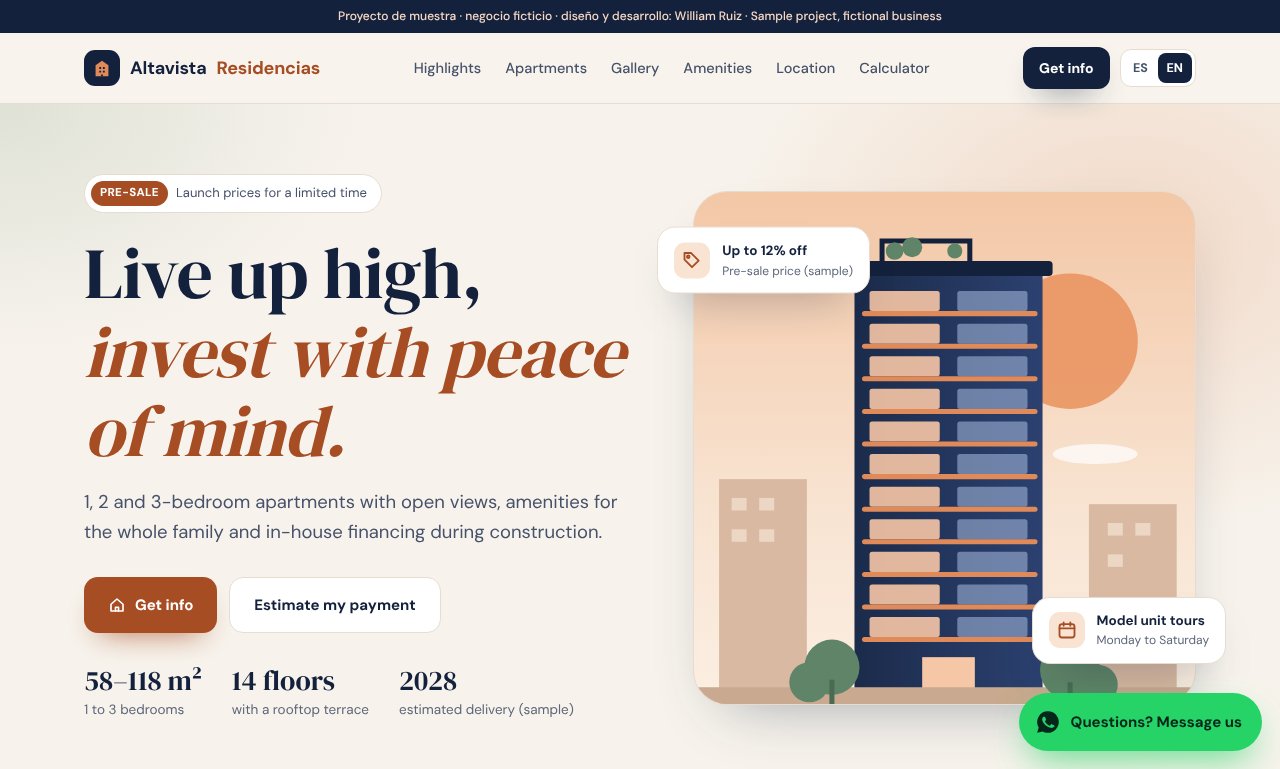 Proyecto de muestra · negocio ficticio · diseño y desarrollo: William Ruiz · Sample project, fictional business
Altavista Residencias
Highlights
Apartments
Gallery
Amenities
Location
Calculator
Get info
ES
EN
PRE-SALE Launch prices for a limited time
Live up high,
invest with peace
of mind.
1, 2 and 3-bedroom apartments with open views, amenities for
the whole family and in-house financing during construction.
Get info
Estimate my payment
58–118 m²
1 to 3 bedrooms
14 floors
with a rooftop terrace
2028
estimated delivery (sample)
Up to 12% off
Pre-sale price (sample)
Model unit tours
Monday to Saturday
Questions? Message us